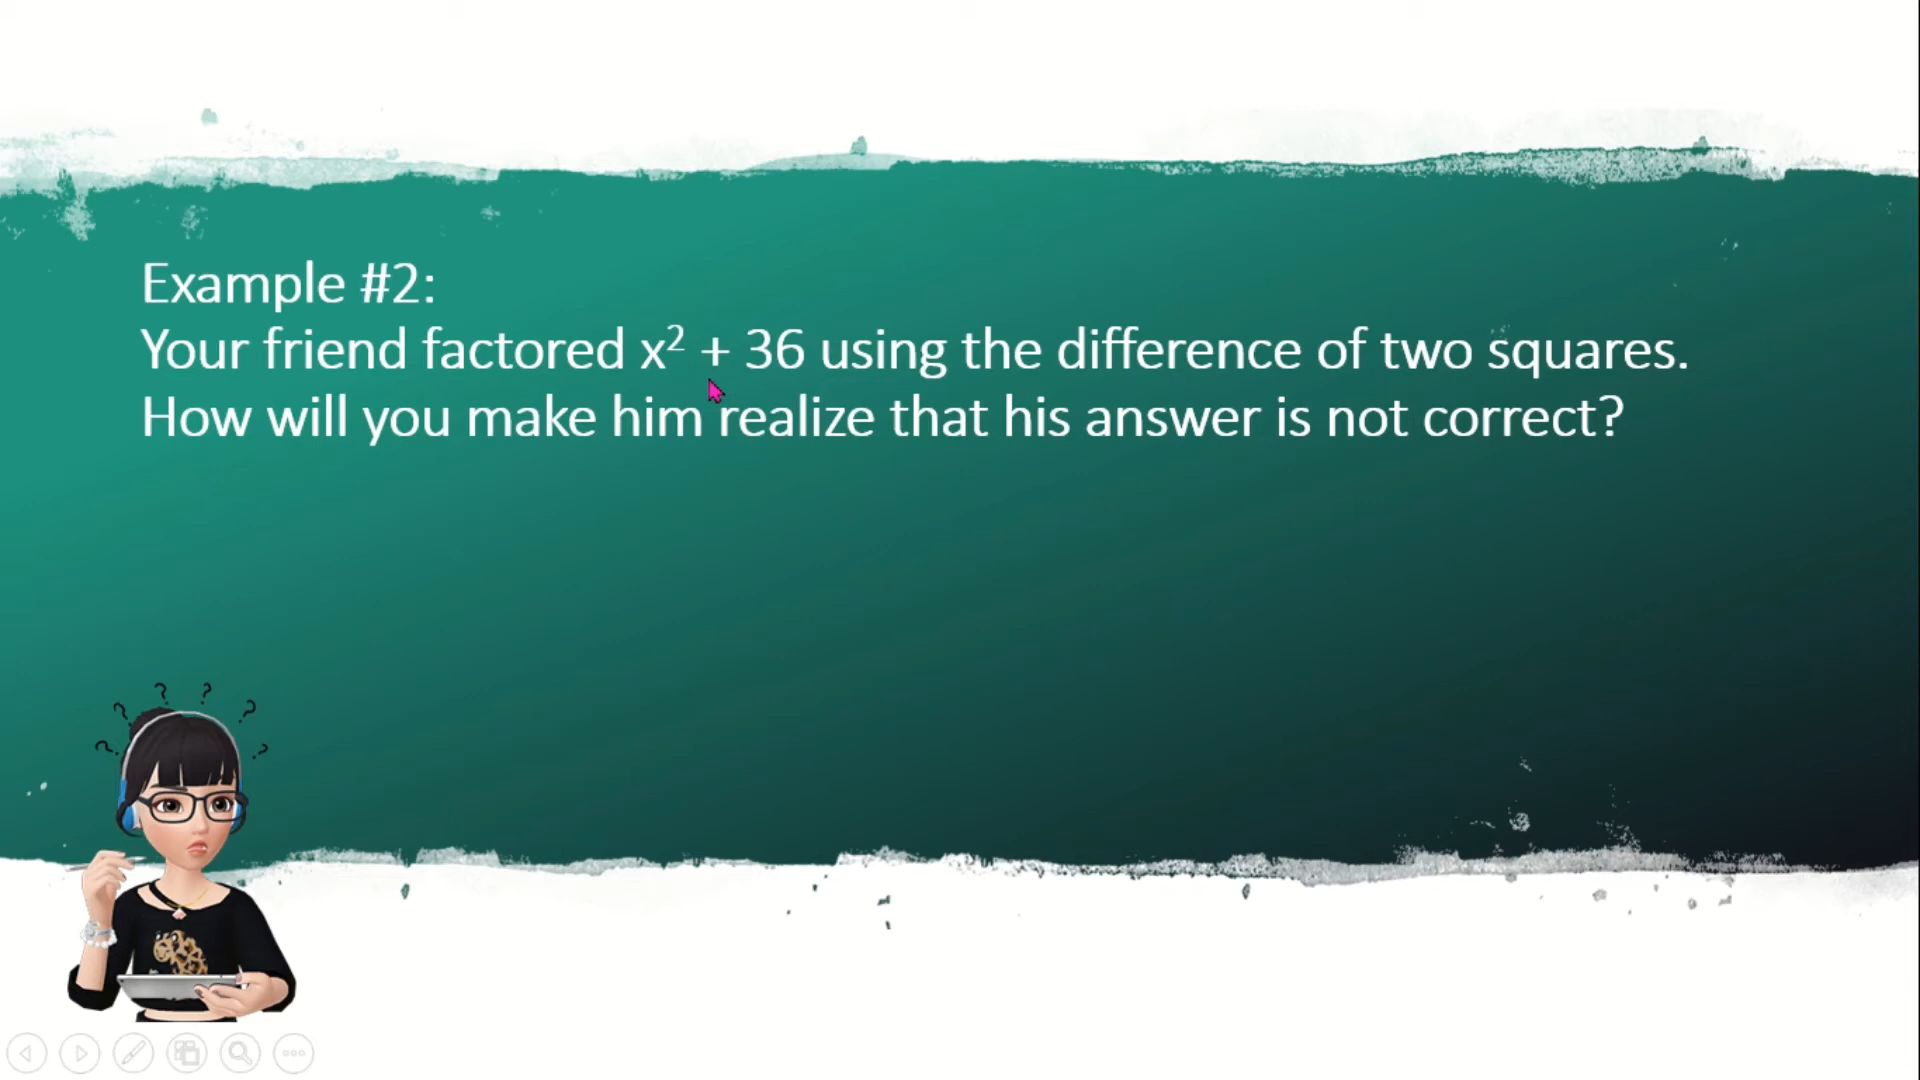 Example #2:
Your friend factored x² + 36 using the difference of two squares.
How will you make him realize that his answer is not correct?